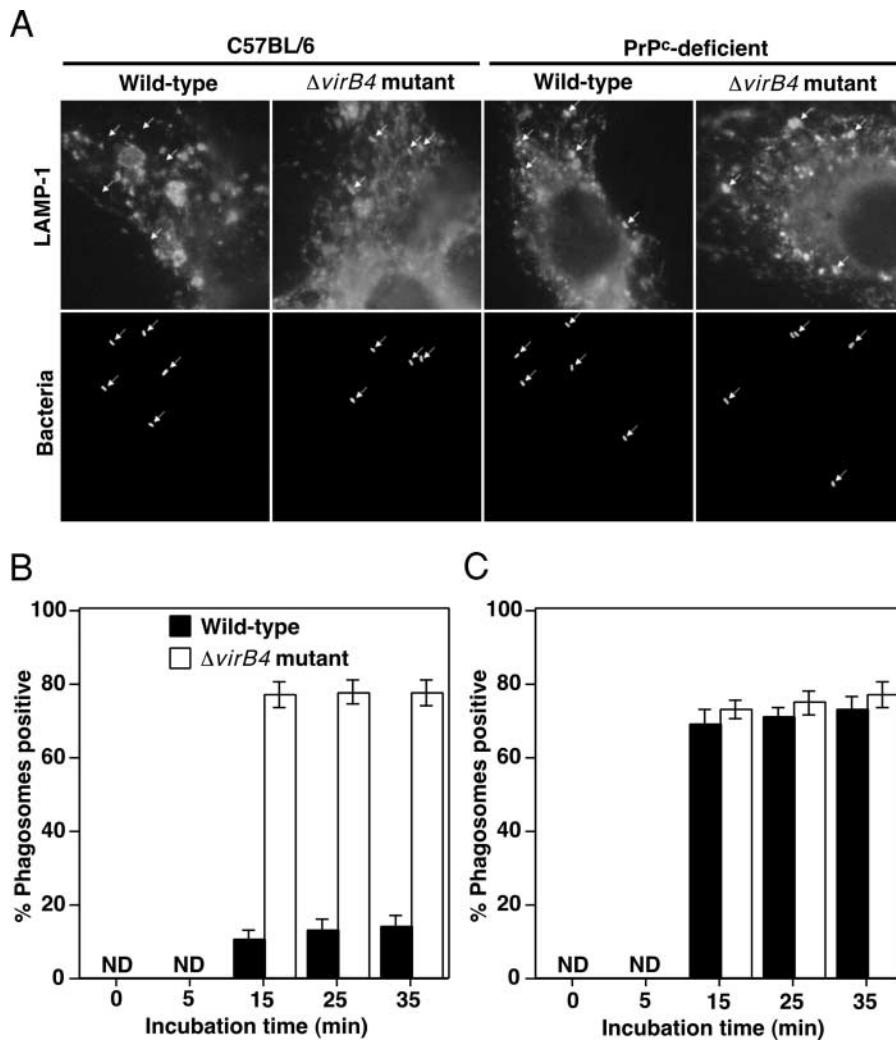 A
C57BL/6
PrPᶜ-deficient
Wild-type
ΔvirB4 mutant
Wild-type
ΔvirB4 mutant
LAMP-1
Bacteria
B
% Phagosomes positive
100
80
60
40
20
0
Wild-type
ΔvirB4 mutant
ND
ND
0
5
15
25
35
Incubation time (min)
C
% Phagosomes positive
100
80
60
40
20
0
ND
ND
0
5
15
25
35
Incubation time (min)